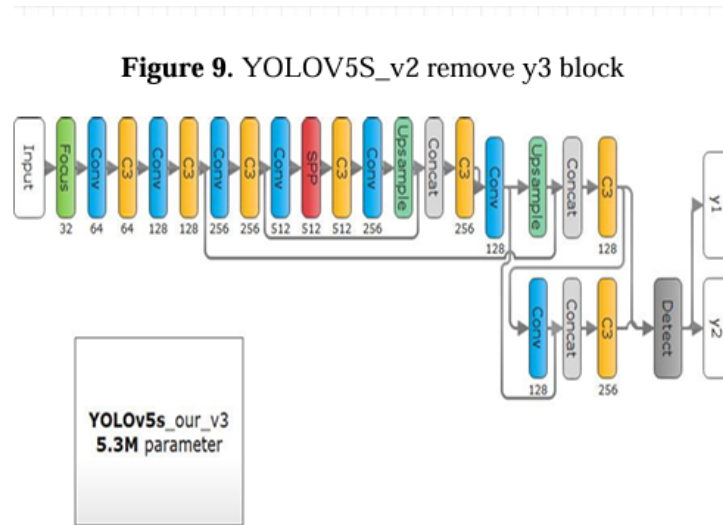 Figure 9. YOLOV5S_v2 remove y3 block
Input
Focus
Conv
C3
Conv
C3
Conv
C3
Conv
SPP
C3
Conv
Upsample
Concat
C3
Conv
Upsample
Concat
C3
y1
32
64
64
128
128
256
256
512
512
512
256
256
128
128
Conv
Concat
C3
Detect
y2
128
256
YOLOv5s_our_v3
5.3M parameter